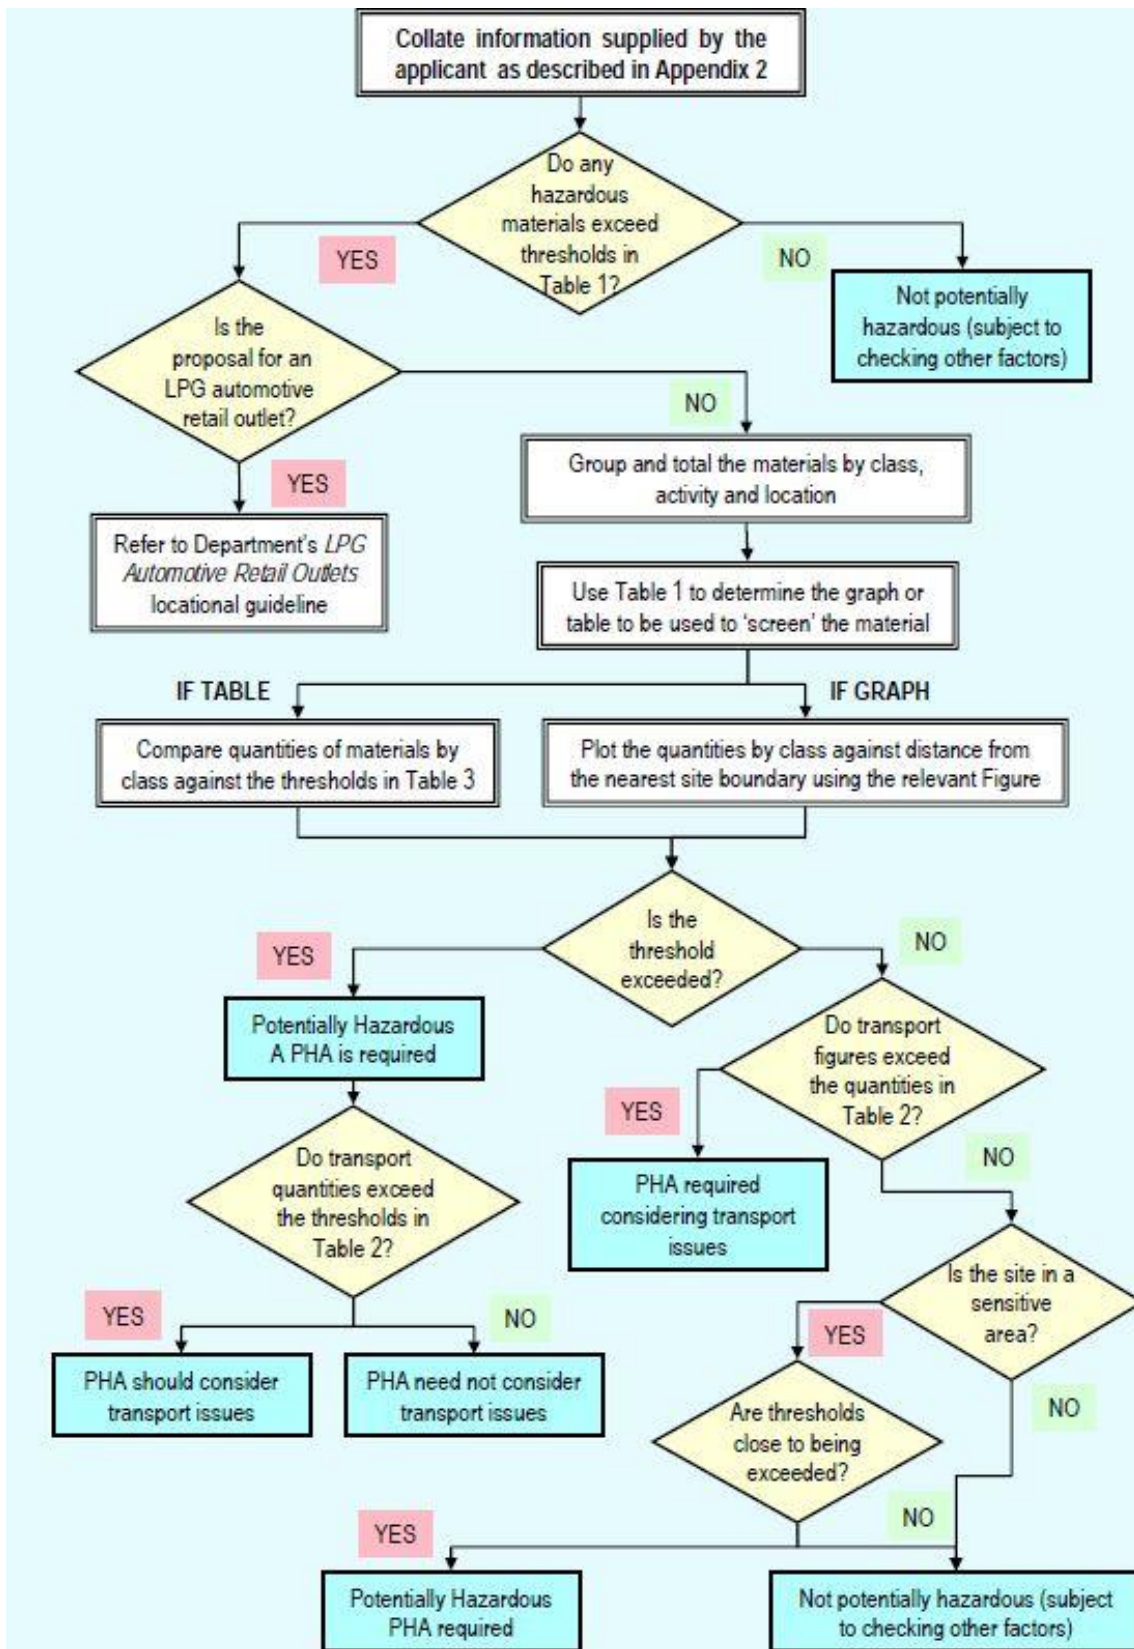 Collate information supplied by the
applicant as described in Appendix 2
Do any
hazardous
materials exceed
thresholds in
Table 1?
YES
NO
Not potentially
hazardous (subject to
checking other factors)
Is the
proposal for an
LPG automotive
retail outlet?
NO
YES
Group and total the materials by class,
activity and location
Refer to Department's LPG
Automotive Retail Outlets
locational guideline
Use Table 1 to determine the graph or
table to be used to 'screen' the material
IF TABLE
IF GRAPH
Compare quantities of materials by
class against the thresholds in Table 3
Plot the quantities by class against distance from
the nearest site boundary using the relevant Figure
Is the
threshold
exceeded?
YES
NO
Potentially Hazardous
A PHA is required
Do transport
figures exceed
the quantities in
Table 2?
YES
NO
Do transport
quantities exceed
the thresholds in
Table 2?
PHA required
considering transport
issues
Is the site in a
sensitive
area?
YES
NO
YES
NO
PHA should consider
transport issues
PHA need not consider
transport issues
Are thresholds
close to being
exceeded?
YES
NO
Potentially Hazardous
PHA required
Not potentially hazardous (subject
to checking other factors)